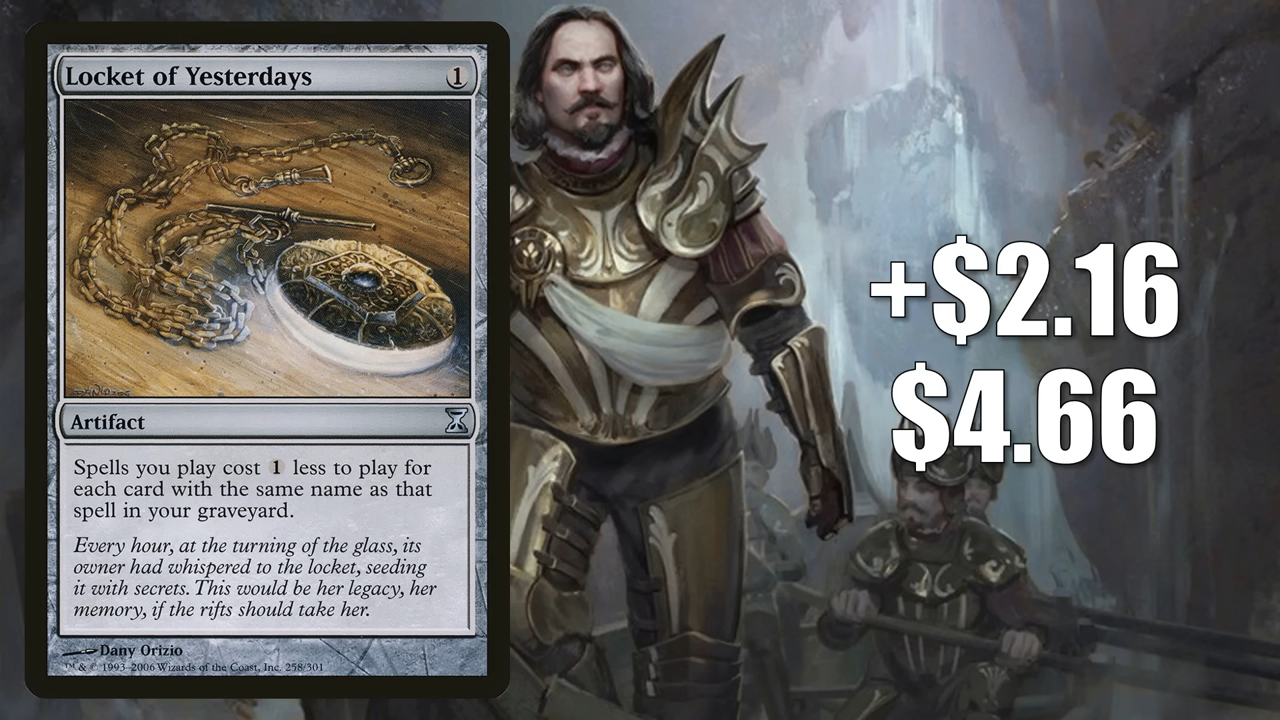 Locket of Yesterdays 1
Artifact
Spells you play cost 1 less to play for
each card with the same name as that
spell in your graveyard.
Every hour, at the turning of the glass, its
owner had whispered to the locket, seeding
it with secrets. This would be her legacy, her
memory, if the rifts should take her.
Dany Orizio
™ & © 1993–2006 Wizards of the Coast, Inc. 258/301
+$2.16
$4.66